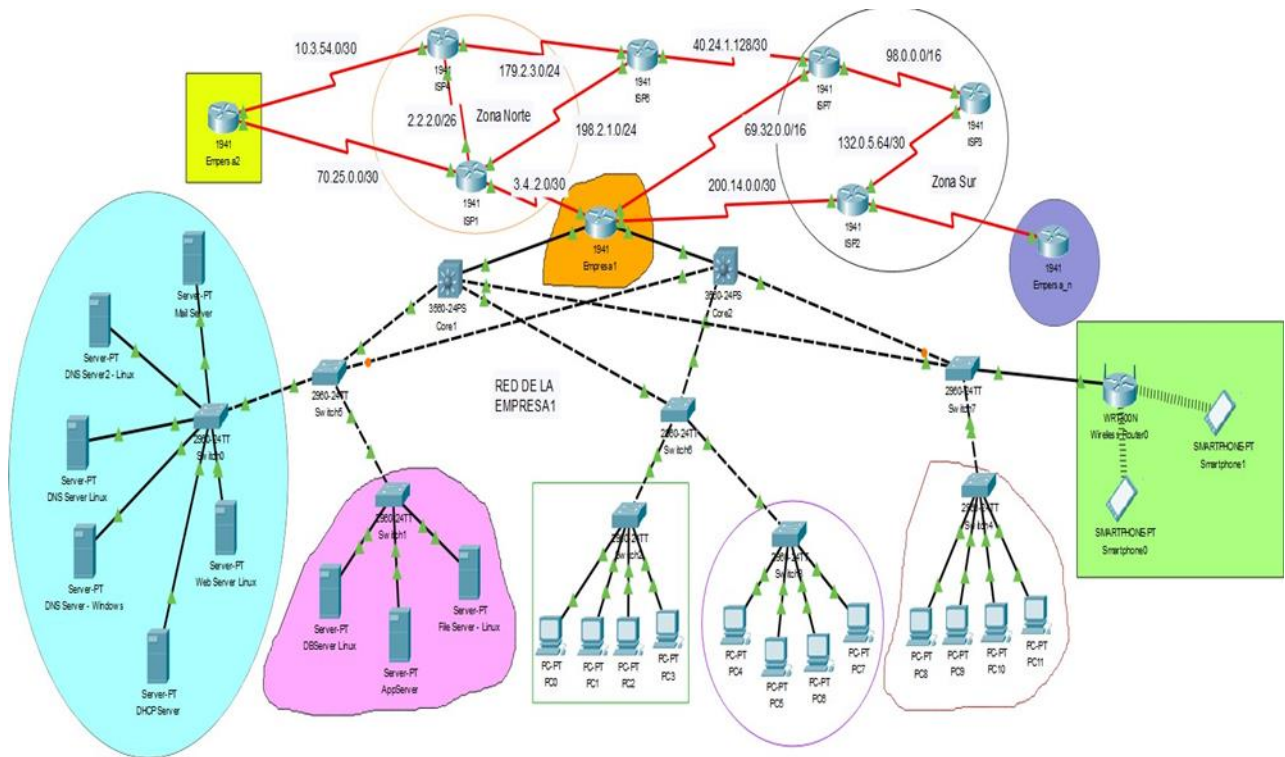 10.3.54.0/30
1941
ISP4
179.2.3.0/24
1941
ISP6
40.24.1.128/30
1941
ISP7
98.0.0.0/16
1941
ISP3
1941
Empersa2
2.2.2.0/26
Zona Norte
198.2.1.0/24
69.32.0.0/16
132.0.5.64/30
70.25.0.0/30
1941
ISP1
3.4..2.0/30
200.14.0.0/30
Zona Sur
1941
ISP2
1941
Empresa1
1941
Empersa_n
3560-24PS
Core1
3560-24PS
Core2
Server-PT
Mail Server
Server-PT
DNS Server2 - Linux
Server-PT
DNS Server Linux
Server-PT
DNS Server - Windows
Server-PT
DHCP Server
Server-PT
Web Server Linux
2960-24TT
Switch0
2960-24TT
Switch5
RED DE LA
EMPRESA1
2960-24TT
Switch6
2960-24TT
Switch7
Wireless Router0
SMARTPHONE-PT
Smartphone1
SMARTPHONE-PT
Smartphone0
2960-24TT
Switch1
Server-PT
DBServer Linux
Server-PT
AppServer
Server-PT
File Server - Linux
2960-24TT
Switch2
PC-PT
PC0
PC-PT
PC1
PC-PT
PC2
PC-PT
PC3
2960-24TT
PC-PT
PC4
PC-PT
PC5
PC-PT
PC6
PC-PT
PC7
2960-24TT
Switch4
PC-PT
PC8
PC-PT
PC9
PC-PT
PC10
PC-PT
PC11